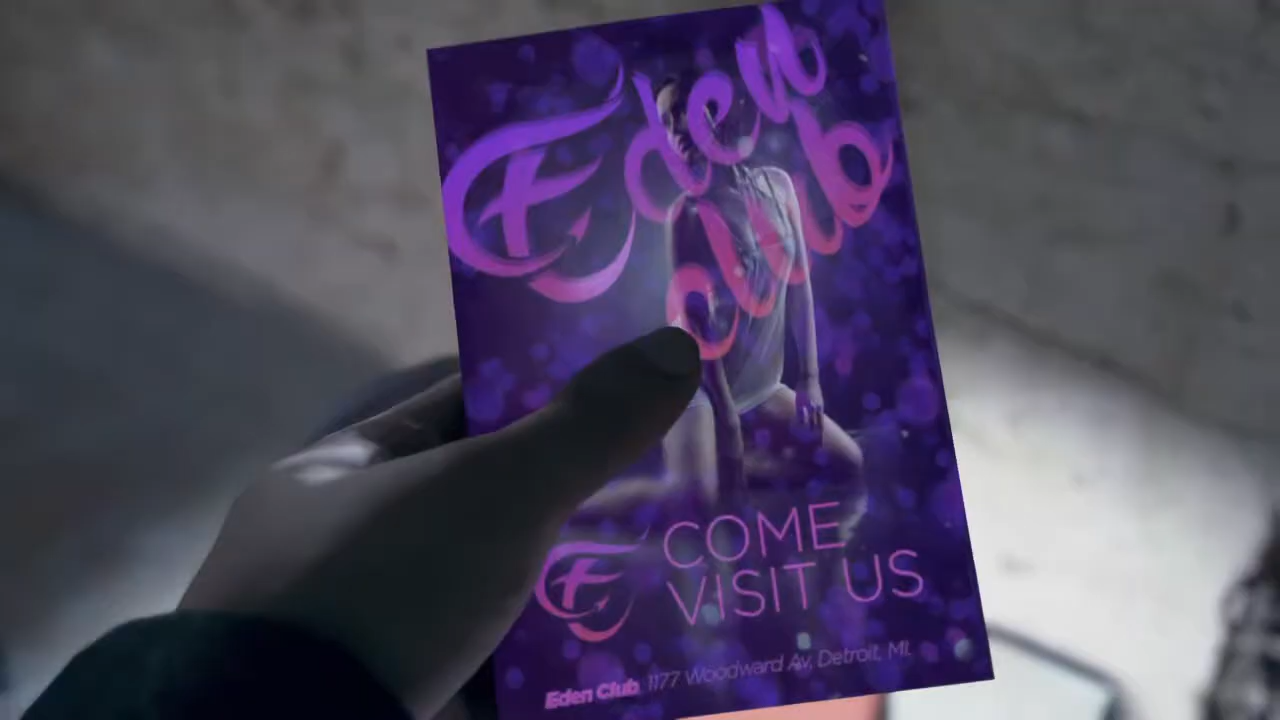 Eden
club
COME
VISIT US
Eden Club 1177 Woodward Av, Detroit, MI.